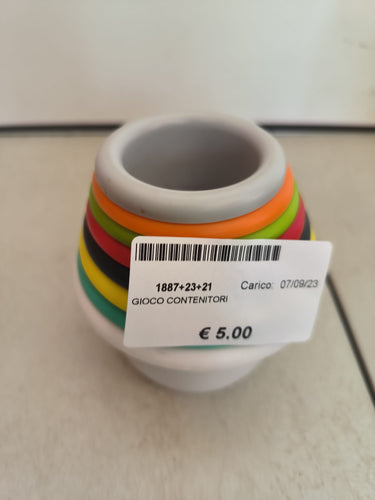 1887+23+21 Carico: 07/09/23
GIOCO CONTENITORI
€ 5.00